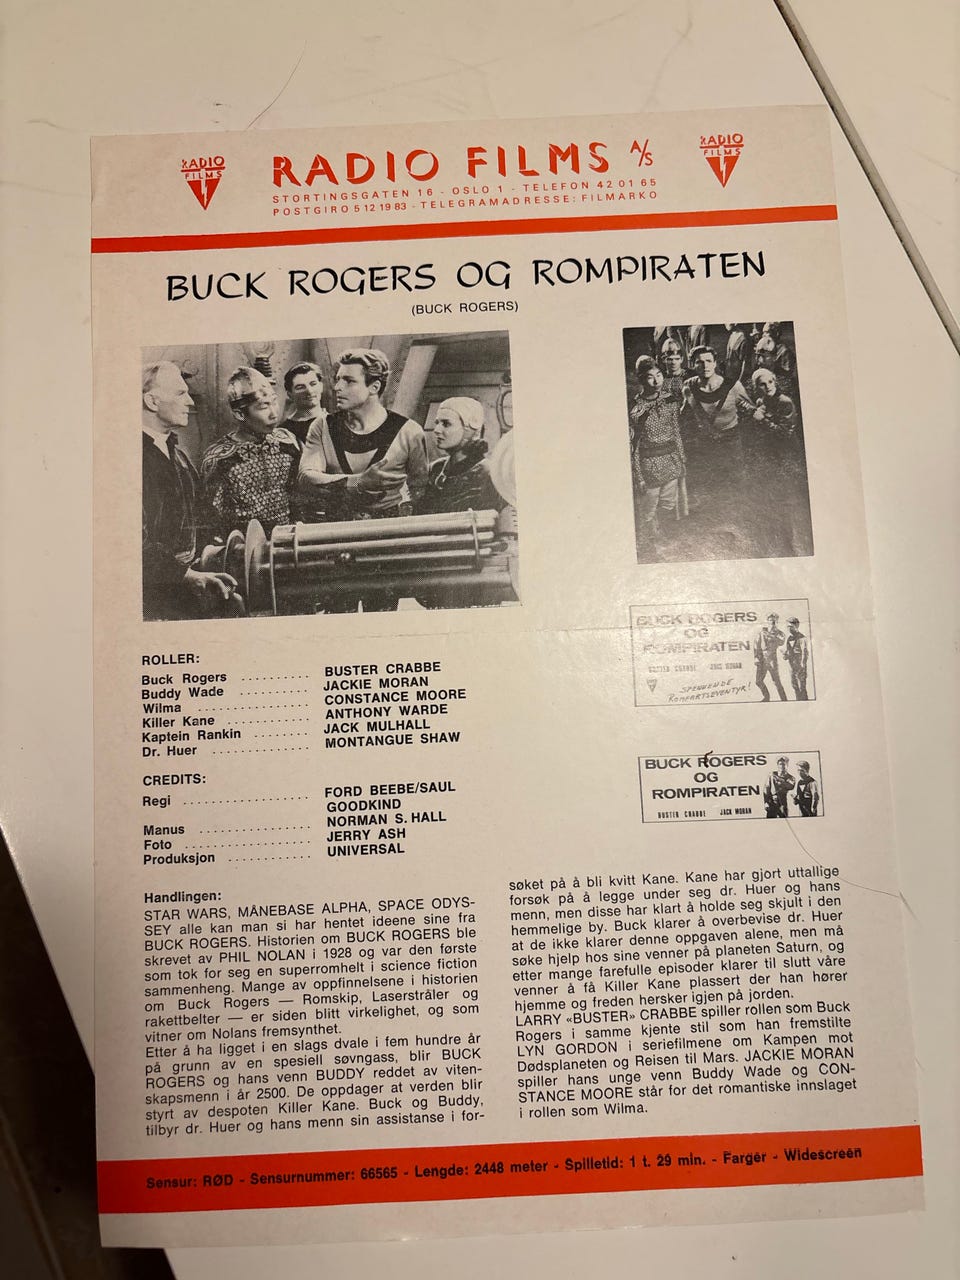 RADIO FILMS
RADIO FILMS A/S
RADIO FILMS
STORTINGSGATEN 16 - OSLO 1 - TELEFON 42 01 65
POSTGIRO 5 12 19 83 - TELEGRAMADRESSE: FILMARKO
BUCK ROGERS OG ROMPIRATEN
(BUCK ROGERS)
ROLLER:
Buck Rogers .......... BUSTER CRABBE
Buddy Wade .......... JACKIE MORAN
Wilma ................ CONSTANCE MOORE
Killer Kane ............ ANTHONY WARDE
Kaptein Rankin ........ JACK MULHALL
Dr. Huer .............. MONTANGUE SHAW
CREDITS:
Regi .................. FORD BEEBE/SAUL
GOODKIND
Manus ................ NORMAN S. HALL
Foto .................. JERRY ASH
Produksjon ............ UNIVERSAL
BUCK ROGERS
OG
ROMPIRATEN
BUSTER CRABBE JACK MORAN
SPENNENDE
ROMFARTSEVENTYR!
BUCK ROGERS
OG
ROMPIRATEN
BUSTER CRABBE JACK MORAN
Handlingen:
STAR WARS, MÅNEBASE ALPHA, SPACE ODYS-
SEY alle kan man si har hentet ideene sine fra
BUCK ROGERS. Historien om BUCK ROGERS ble
skrevet av PHIL NOLAN i 1928 og var den første
som tok for seg en superromhelt i science fiction
sammenheng. Mange av oppfinnelsene i historien
om Buck Rogers — Romskip, Laserstråler og
rakettbelter — er siden blitt virkelighet, og som
vitner om Nolans fremsynthet.
Etter å ha ligget i en slags dvale i fem hundre år
på grunn av en spesiell søvngass, blir BUCK
ROGERS og hans venn BUDDY reddet av viten-
skapsmenn i år 2500. De oppdager at verden blir
styrt av despoten Killer Kane. Buck og Buddy,
tilbyr dr. Huer og hans menn sin assistanse i for-
søket på å bli kvitt Kane. Kane har gjort uttallige
forsøk på å legge under seg dr. Huer og hans
menn, men disse har klart å holde seg skjult i den
hemmelige by. Buck klarer å overbevise dr. Huer
at de ikke klarer denne oppgaven alene, men må
søke hjelp hos sine venner på planeten Saturn, og
etter mange farefulle episoder klarer til slutt våre
venner å få Killer Kane plassert der han hører
hjemme og freden hersker igjen på jorden.
LARRY «BUSTER» CRABBE spiller rollen som Buck
Rogers i samme kjente stil som han fremstilte
LYN GORDON i seriefilmene om Kampen mot
Dødsplaneten og Reisen til Mars. JACKIE MORAN
spiller hans unge venn Buddy Wade og CON-
STANCE MOORE står for det romantiske innslaget
i rollen som Wilma.
Sensur: RØD - Sensurnummer: 66565 - Lengde: 2448 meter - Spilletid: 1 t. 29 min. - Farger - Widescreen